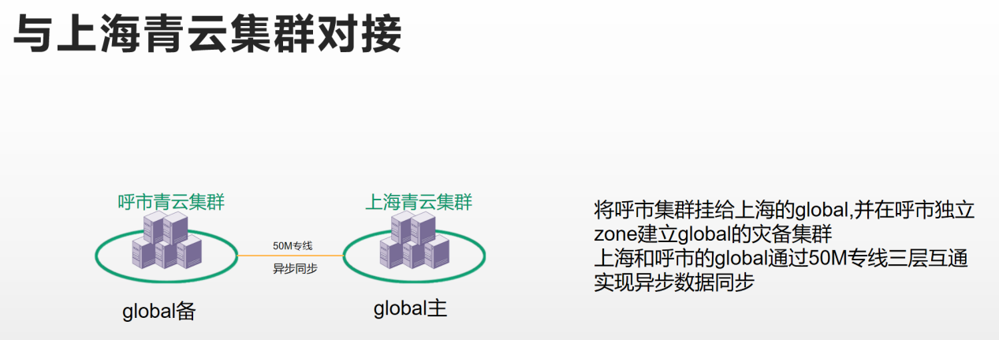 与上海青云集群对接
呼市青云集群
上海青云集群
50M专线
异步同步
global备
global主
将呼市集群挂给上海的global,并在呼市独立
zone建立global的灾备集群
上海和呼市的global通过50M专线三层互通
实现异步数据同步